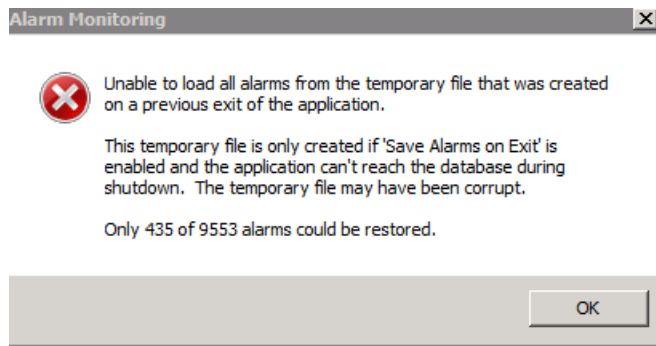 Alarm Monitoring
Unable to load all alarms from the temporary file that was created
on a previous exit of the application.
This temporary file is only created if 'Save Alarms on Exit' is
enabled and the application can't reach the database during
shutdown.  The temporary file may have been corrupt.
Only 435 of 9553 alarms could be restored.
OK